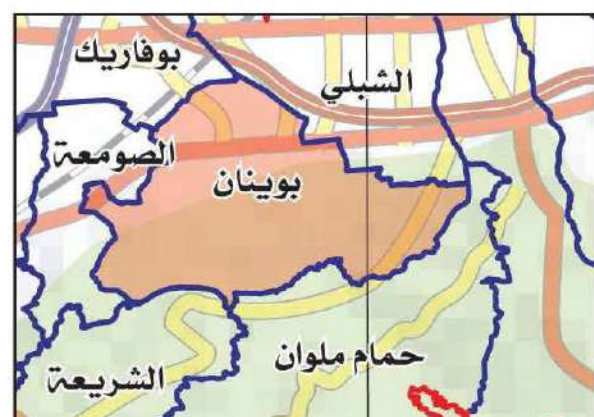 بوفاريك
الشبلي
الصومعة
بوينان
حمام ملوان
الشريعة